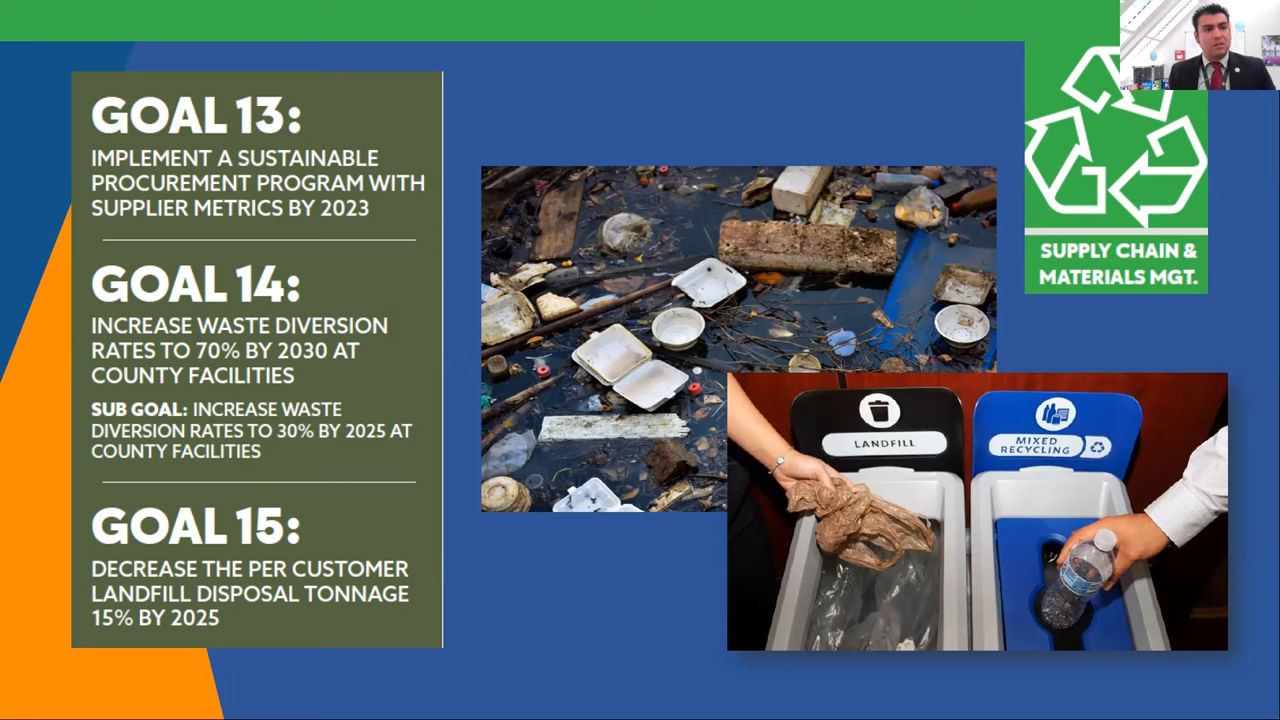 GOAL 13:
IMPLEMENT A SUSTAINABLE
PROCUREMENT PROGRAM WITH
SUPPLIER METRICS BY 2023
GOAL 14:
INCREASE WASTE DIVERSION
RATES TO 70% BY 2030 AT
COUNTY FACILITIES
SUB GOAL: INCREASE WASTE
DIVERSION RATES TO 30% BY 2025 AT
COUNTY FACILITIES
GOAL 15:
DECREASE THE PER CUSTOMER
LANDFILL DISPOSAL TONNAGE
15% BY 2025
SUPPLY CHAIN &
MATERIALS MGT.
LANDFILL
MIXED
RECYCLING